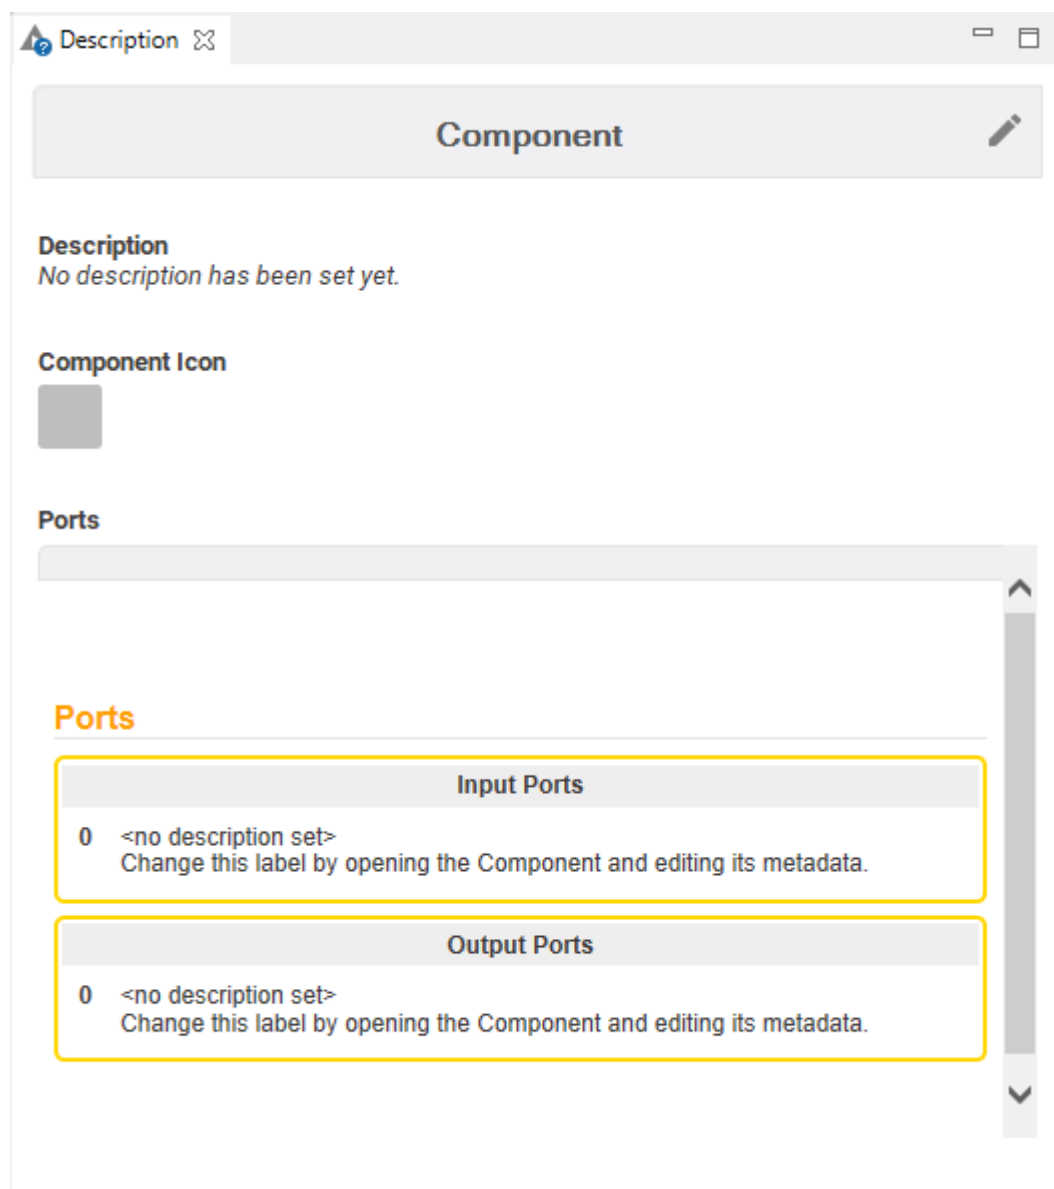 Description
Component
Description
No description has been set yet.
Component Icon
Ports
Ports
Input Ports
0 <no description set>
Change this label by opening the Component and editing its metadata.
Output Ports
0 <no description set>
Change this label by opening the Component and editing its metadata.